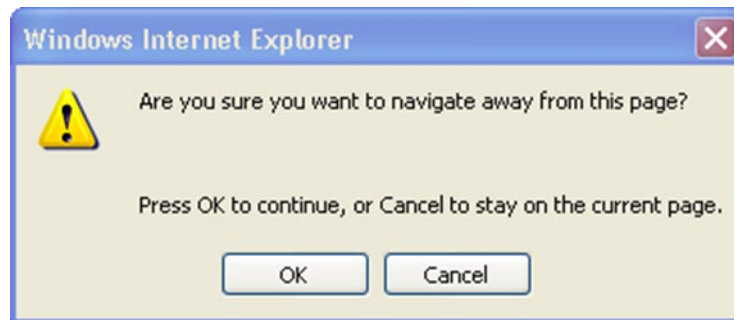 Windows Internet Explorer
Are you sure you want to navigate away from this page?
Press OK to continue, or Cancel to stay on the current page.
OK
Cancel